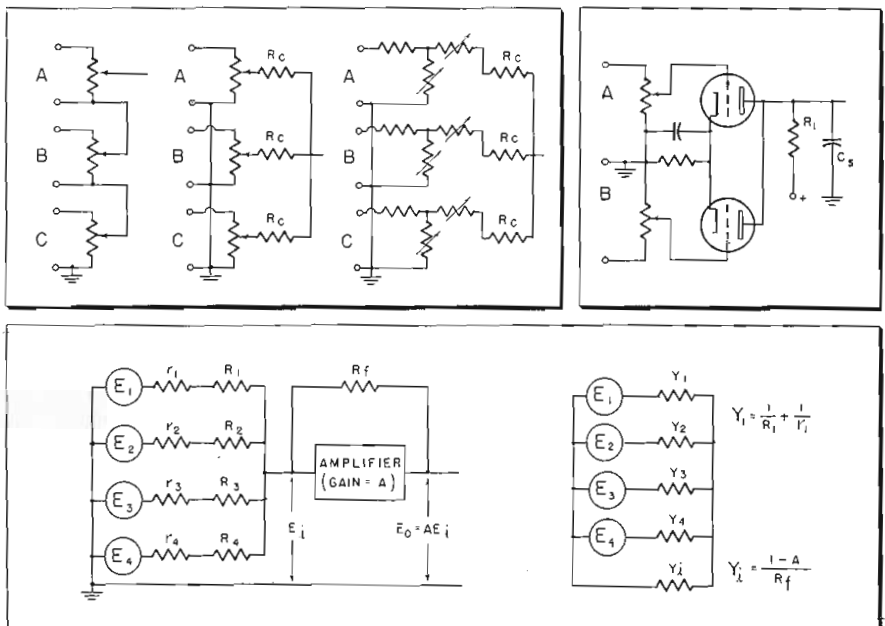 A
B
C
A
B
C
Rc
Rc
Rc
A
B
C
Rc
Rc
Rc
A
B
R₁
Cs
+
E₁
r₁
R₁
E₂
r₂
R₂
E₃
r₃
R₃
E₄
r₄
R₄
Rf
AMPLIFIER
(GAIN = A)
Ei
E₀=AEi
E₁
Y₁
E₂
Y₂
E₃
Y₃
E₄
Y₄
Yi
Y₁ = 1/R₁ + 1/r₁
Yi = 1-A/Rf